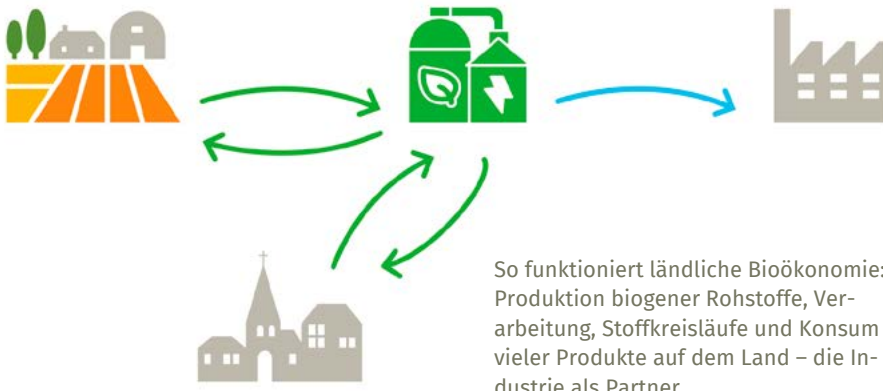 So funktioniert ländliche Bioökonomie:
Produktion biogener Rohstoffe, Ver-
arbeitung, Stoffkreisläufe und Konsum
vieler Produkte auf dem Land – die In-
dustrie als Partner